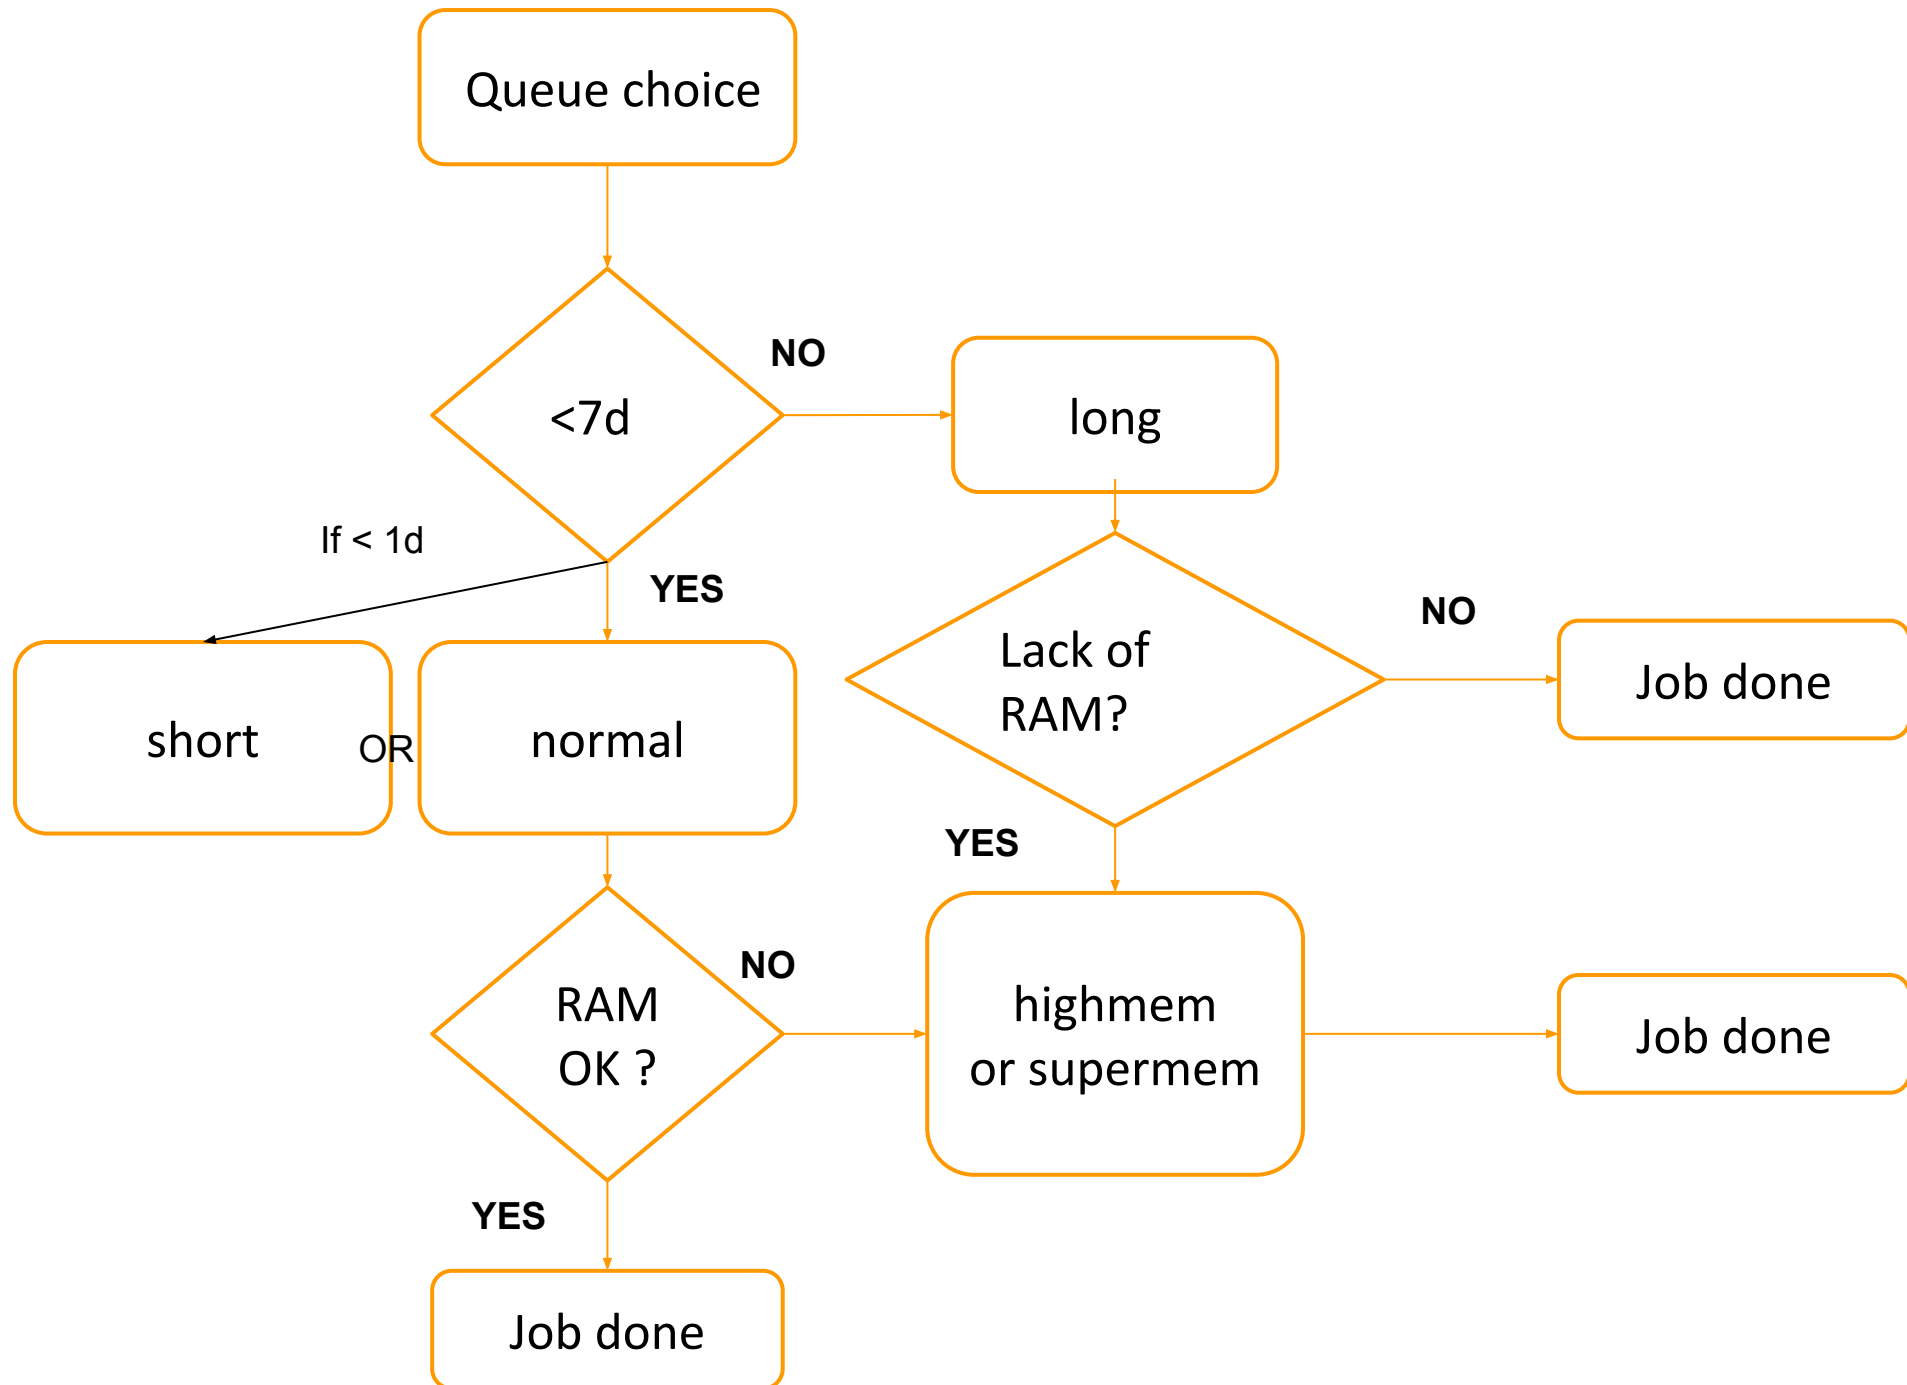 Queue choice
NO
<7d
long
If < 1d
YES
Lack of
RAM?
NO
Job done
short
OR
normal
YES
NO
RAM
OK ?
highmem
or supermem
Job done
YES
Job done